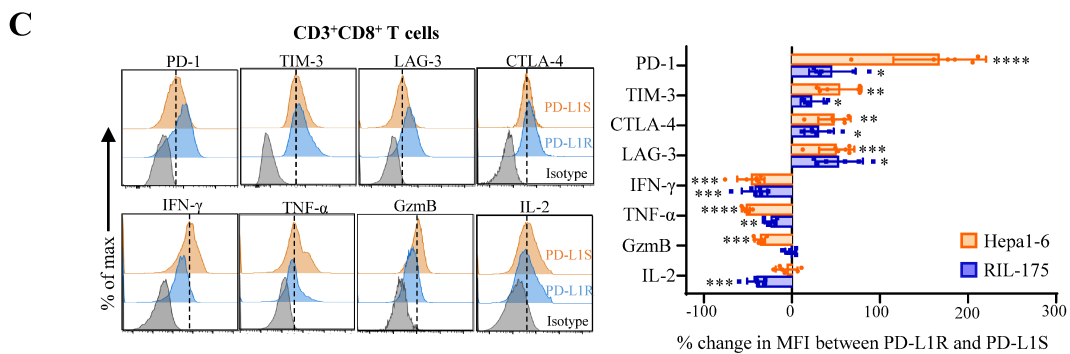 C
CD3⁺CD8⁺ T cells
PD-1 TIM-3 LAG-3 CTLA-4
PD-L1S
PD-L1R
Isotype
IFN-γ TNF-α GzmB IL-2
PD-L1S
PD-L1R
Isotype
% of max
PD-1 ****
*
TIM-3 **
*
CTLA-4 **
*
LAG-3 ***
*
IFN-γ ***
***
TNF-α ****
**
GzmB ***
IL-2
***
Hepa1-6
RIL-175
-100 0 100 200 300
% change in MFI between PD-L1R and PD-L1S